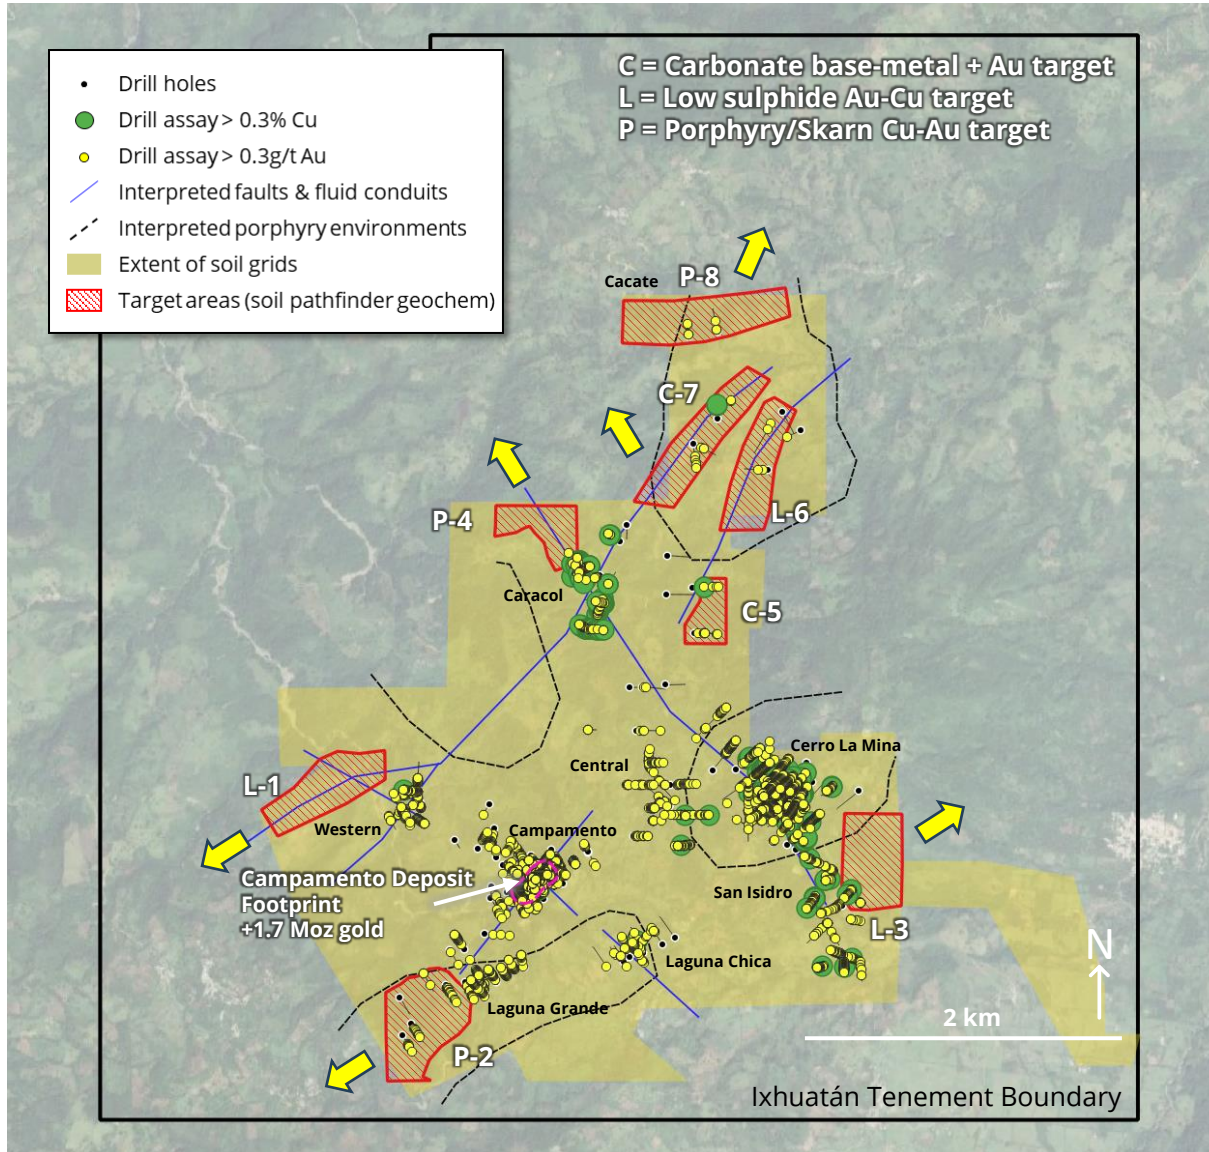 C = Carbonate base-metal + Au target
L = Low sulphide Au-Cu target
P = Porphyry/Skarn Cu-Au target
Drill holes
Drill assay > 0.3% Cu
Drill assay > 0.3g/t Au
Interpreted faults & fluid conduits
Interpreted porphyry environments
Extent of soil grids
Target areas (soil pathfinder geochem)
P-8
Cacate
C-7
L-6
P-4
Caracol
C-5
Cerro La Mina
Central
L-1
Western
Campamento
Campamento Deposit
Footprint
+1.7 Moz gold
San Isidro
L-3
N
Laguna Chica
Laguna Grande
2 km
P-2
Ixhuatán Tenement Boundary